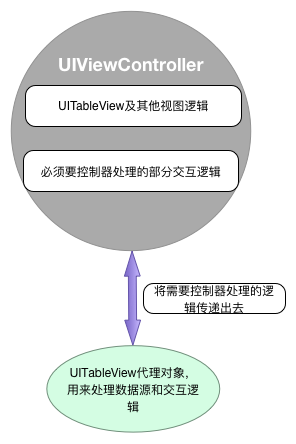 UIViewController
UITableView及其他视图逻辑
必须要控制器处理的部分交互逻辑
将需要控制器处理的逻
辑传递出去
UITableView代理对象，
用来处理数据源和交互逻
辑